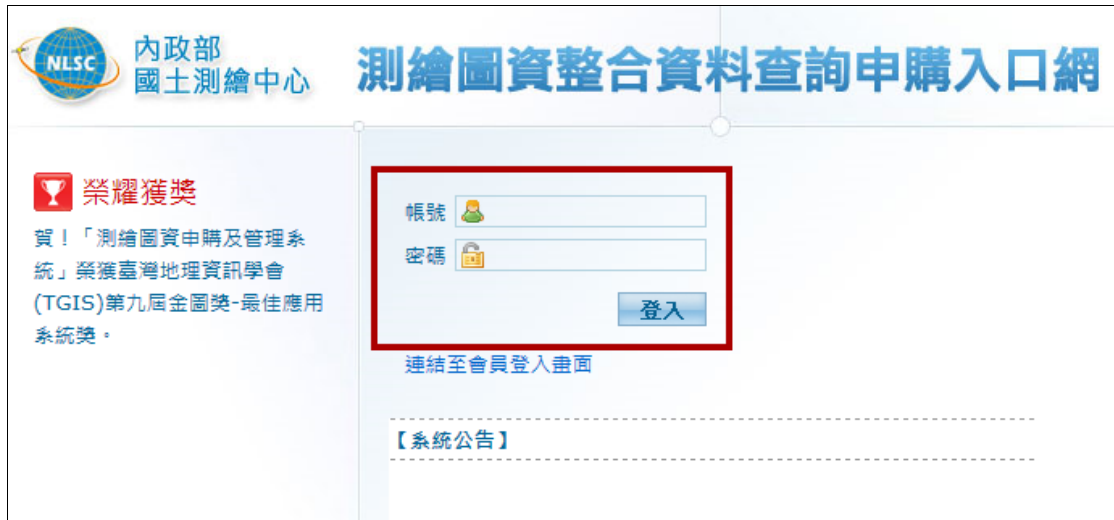 NLSC
內政部
國土測繪中心
測繪圖資整合資料查詢申購入口網
榮耀獲獎
賀！「測繪圖資申購及管理系
統」榮獲臺灣地理資訊學會
(TGIS)第九屆金圖獎-最佳應用
系統獎。
帳號
密碼
登入
連結至會員登入畫面
【系統公告】